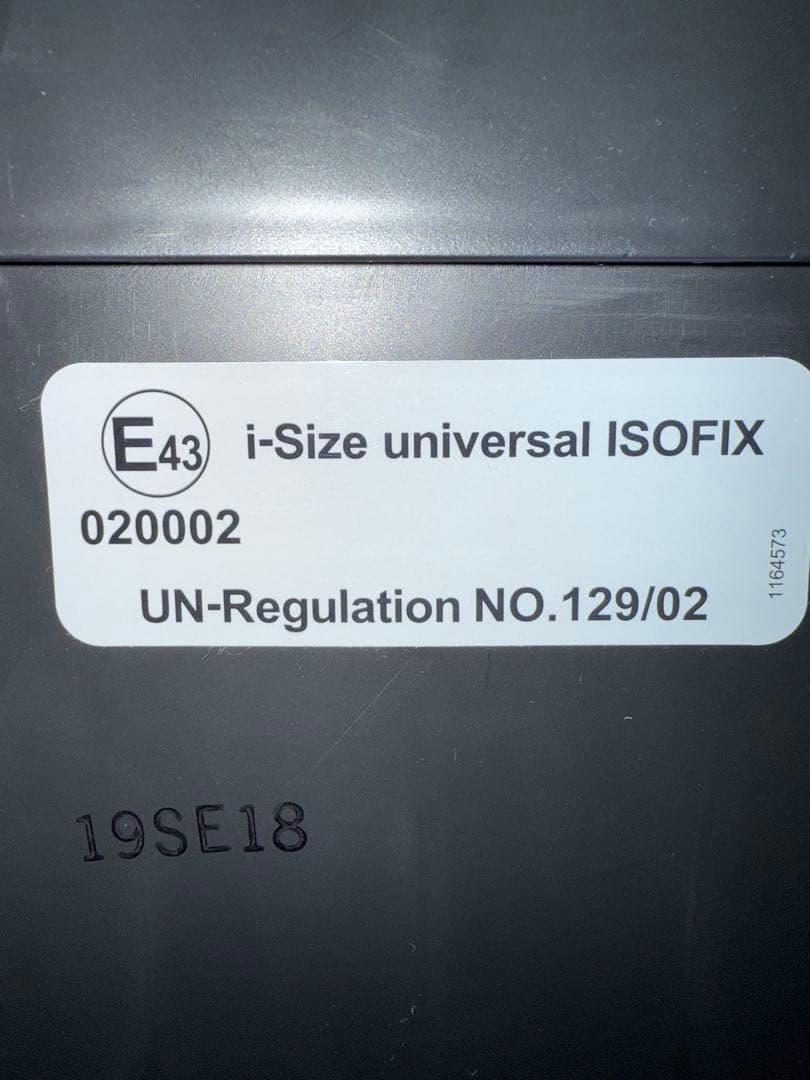 E43 i-Size universal ISOFIX
020002
UN-Regulation NO.129/02
1164573
19SE18